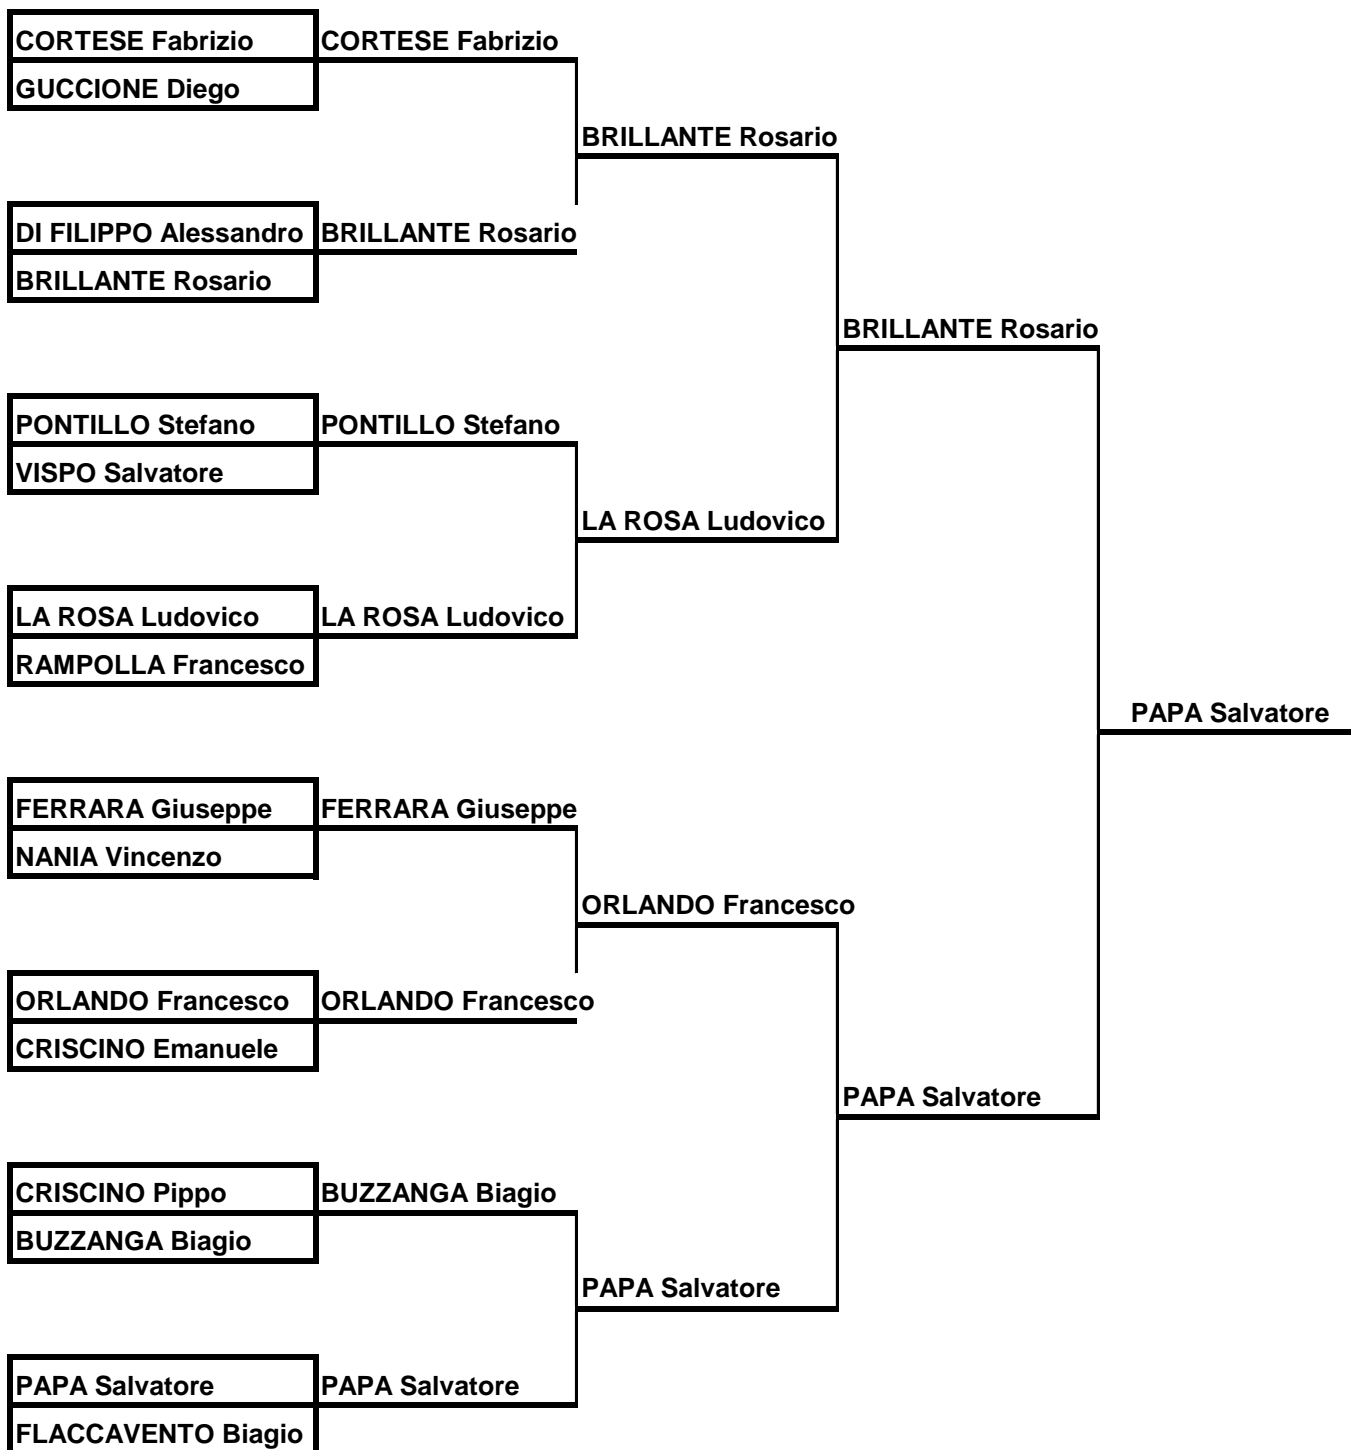 CORTESE Fabrizio CORTESE Fabrizio
GUCCIONE Diego
BRILLANTE Rosario
DI FILIPPO Alessandro BRILLANTE Rosario
BRILLANTE Rosario
BRILLANTE Rosario
PONTILLO Stefano PONTILLO Stefano
VISPO Salvatore
LA ROSA Ludovico
LA ROSA Ludovico LA ROSA Ludovico
RAMPOLLA Francesco
PAPA Salvatore
FERRARA Giuseppe FERRARA Giuseppe
NANIA Vincenzo
ORLANDO Francesco
ORLANDO Francesco ORLANDO Francesco
CRISCINO Emanuele
PAPA Salvatore
CRISCINO Pippo BUZZANGA Biagio
BUZZANGA Biagio
PAPA Salvatore
PAPA Salvatore PAPA Salvatore
FLACCAVENTO Biagio